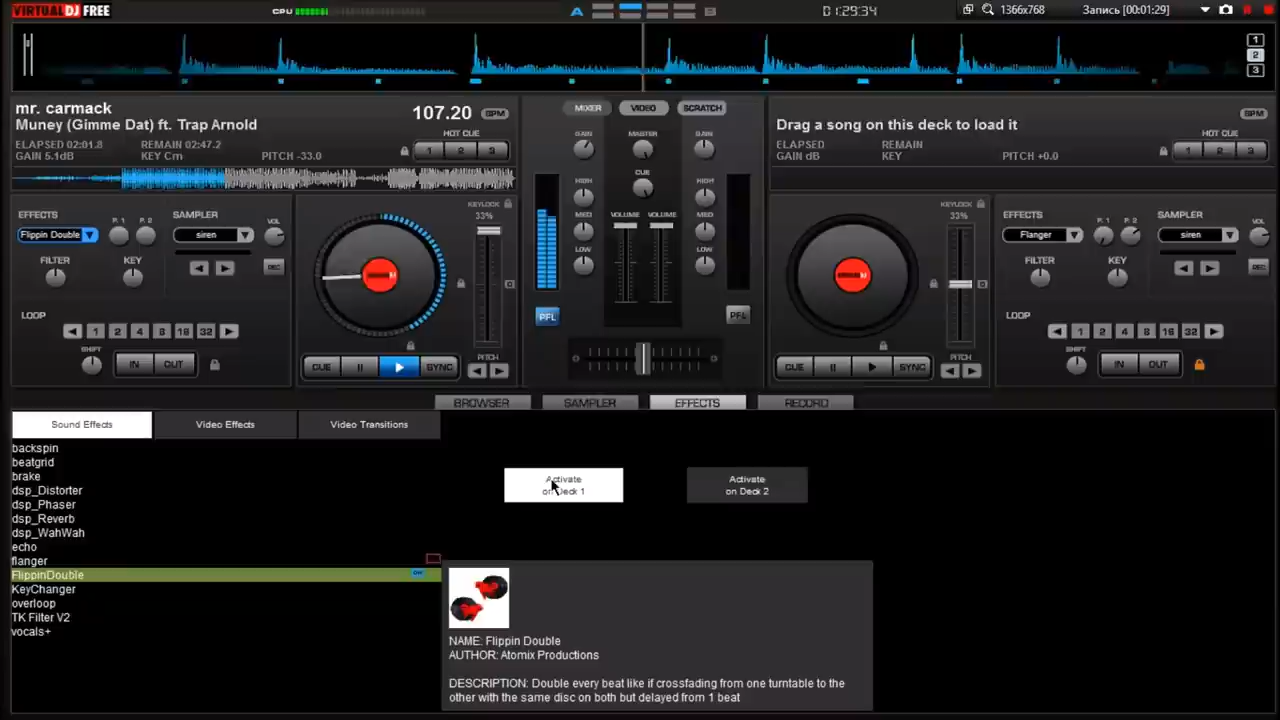 VIRTUAL DJ FREE
CPU
A
B
01:29:34
1366x768
Запись [00:01:29]
1
2
3
mr. carmack
Muney (Gimme Dat) ft. Trap Arnold
107.20 BPM
ELAPSED 02:01.8 REMAIN 02:47.2
GAIN 5.1dB KEY Cm PITCH -33.0
HOT CUE
1 2 3
MIXER VIDEO SCRATCH
GAIN MASTER GAIN
CUE
HIGH HIGH
MED VOLUME VOLUME MED
LOW LOW
PFL PFL
Drag a song on this deck to load it
BPM
ELAPSED REMAIN
GAIN dB KEY PITCH +0.0
HOT CUE
1 2 3
EFFECTS P. 1 P. 2 SAMPLER VOL
Flippin Double siren
FILTER KEY REC
LOOP
1 2 4 8 16 32
SHIFT IN OUT
KEYLOCK
33%
CUE II SYNC PITCH
KEYLOCK
33%
CUE II SYNC PITCH
EFFECTS P. 1 P. 2 SAMPLER VOL
Flanger siren
FILTER KEY REC
LOOP
1 2 4 8 16 32
SHIFT IN OUT
BROWSER SAMPLER EFFECTS RECORD
Sound Effects Video Effects Video Transitions
backspin
beatgrid
brake
dsp_Distorter
dsp_Phaser
dsp_Reverb
dsp_WahWah
echo
flanger
FlippinDouble ON
KeyChanger
overloop
TK Filter V2
vocals+
Activate
on Deck 1
Activate
on Deck 2
NAME: Flippin Double
AUTHOR: Atomix Productions
DESCRIPTION: Double every beat like if crossfading from one turntable to the
other with the same disc on both but delayed from 1 beat